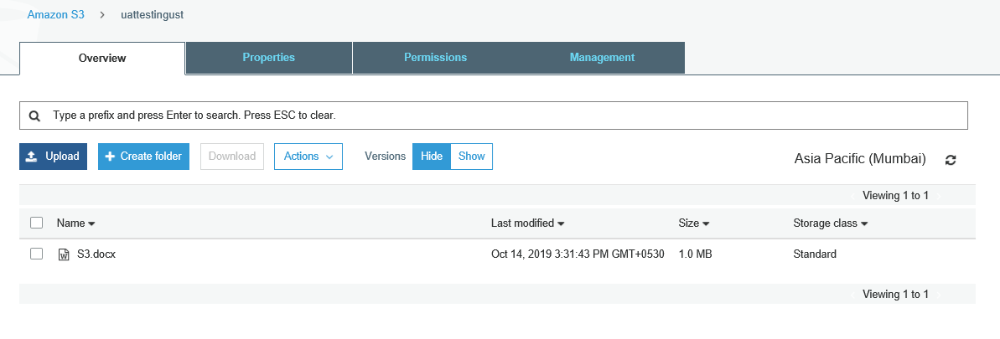 Amazon S3 > uattestingust
Overview Properties Permissions Management
Type a prefix and press Enter to search. Press ESC to clear.
Upload + Create folder Download Actions Versions Hide Show Asia Pacific (Mumbai)
Viewing 1 to 1
Name Last modified Size Storage class
S3.docx Oct 14, 2019 3:31:43 PM GMT+0530 1.0 MB Standard
Viewing 1 to 1